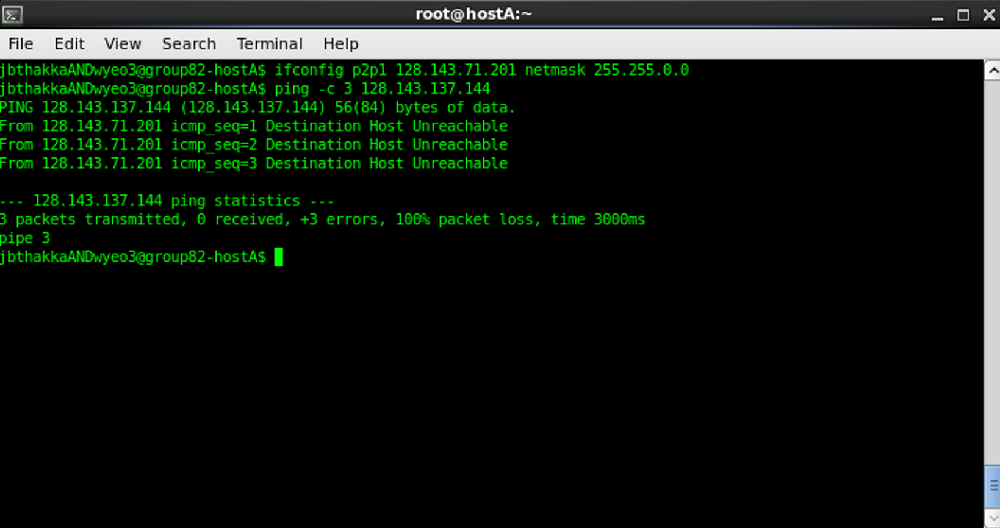 root@hostA:~
File Edit View Search Terminal Help
jbthakkaANDwyeo3@group82-hostA$ ifconfig p2p1 128.143.71.201 netmask 255.255.0.0
jbthakkaANDwyeo3@group82-hostA$ ping -c 3 128.143.137.144
PING 128.143.137.144 (128.143.137.144) 56(84) bytes of data.
From 128.143.71.201 icmp_seq=1 Destination Host Unreachable
From 128.143.71.201 icmp_seq=2 Destination Host Unreachable
From 128.143.71.201 icmp_seq=3 Destination Host Unreachable
--- 128.143.137.144 ping statistics ---
3 packets transmitted, 0 received, +3 errors, 100% packet loss, time 3000ms
pipe 3
jbthakkaANDwyeo3@group82-hostA$